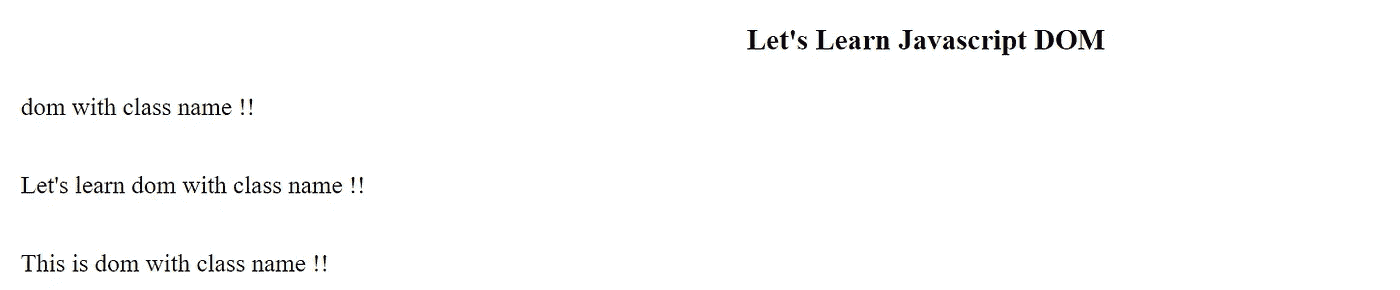 Let's Learn Javascript DOM
dom with class name !!
Let's learn dom with class name !!
This is dom with class name !!